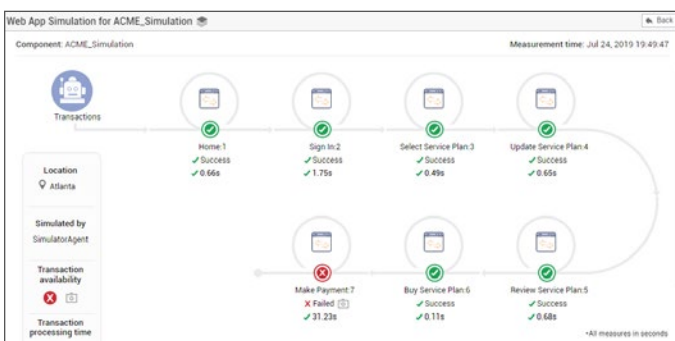 Web App Simulation for ACME_Simulation
Back
Component: ACME_Simulation
Measurement time: Jul 24, 2019 19:49:47
Transactions
Home:1
Success
0.66s
Sign In:2
Success
1.75s
Select Service Plan:3
Success
0.49s
Update Service Plan:4
Success
0.65s
Location
Atlanta
Simulated by
SimulatorAgent
Transaction
availability
Transaction
processing time
Make Payment:7
Failed
31.23s
Buy Service Plan:6
Success
0.11s
Review Service Plan:5
Success
0.68s
*All measures in seconds